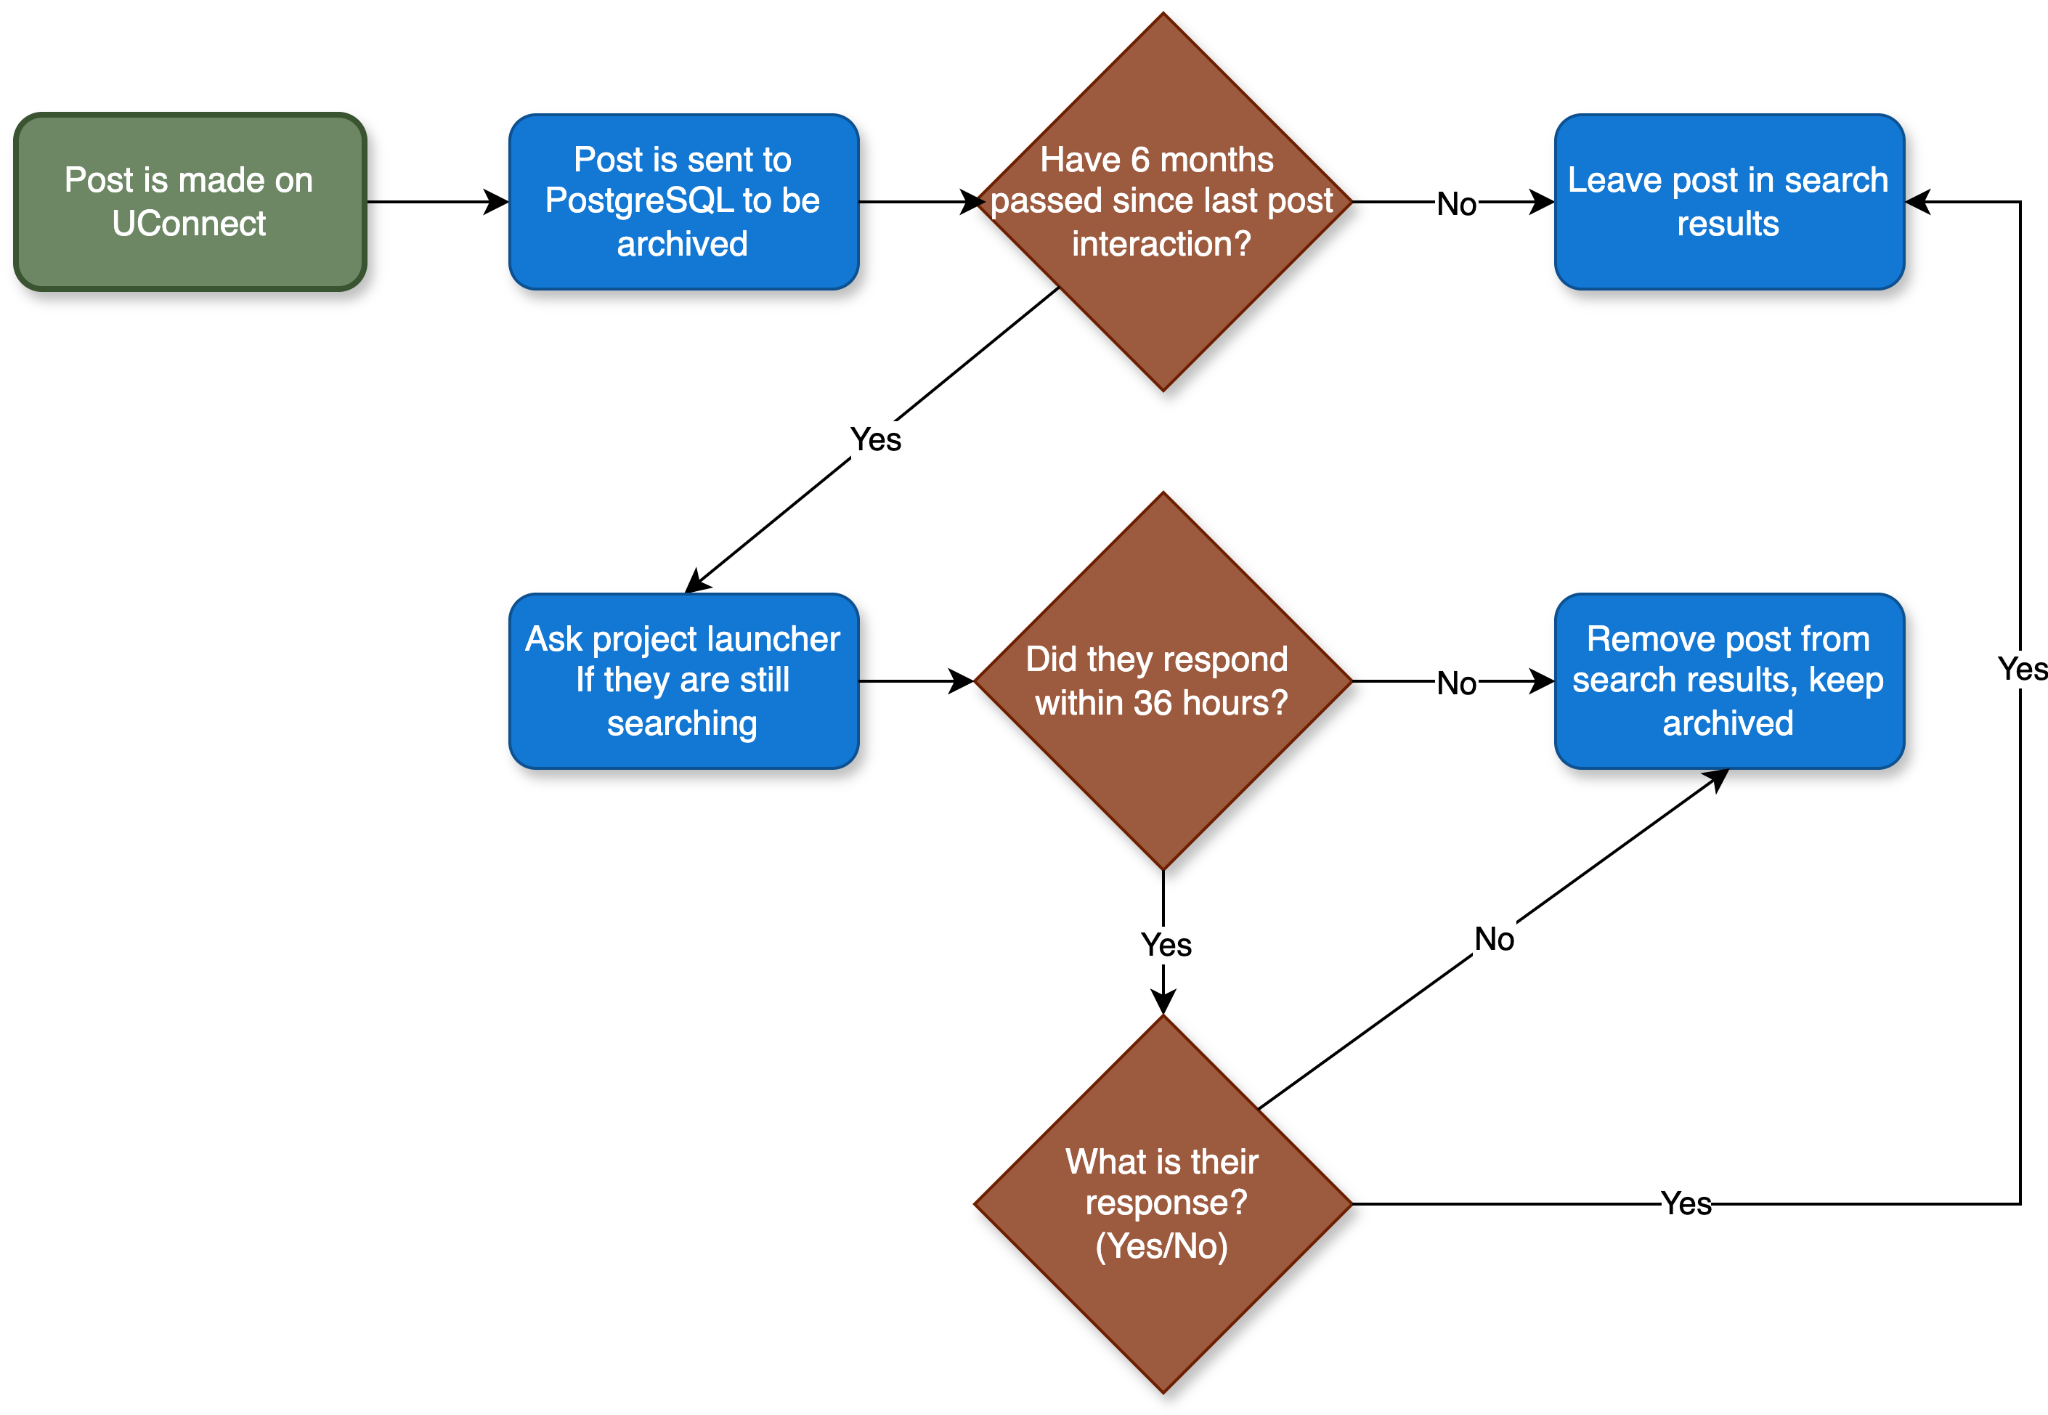 Post is made on
UConnect
Post is sent to
PostgreSQL to be
archived
Have 6 months
passed since last post
interaction?
No
Leave post in search
results
Yes
Ask project launcher
If they are still
searching
Did they respond
within 36 hours?
No
Remove post from
search results, keep
archived
Yes
Yes
No
What is their
response?
(Yes/No)
Yes